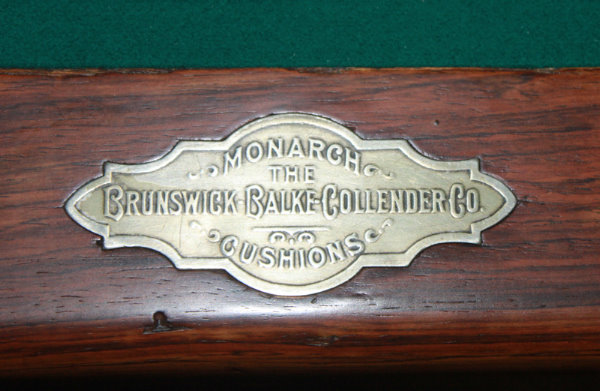 MONARCH
THE
BRUNSWICK-BALKE-COLLENDER CO.
CUSHIONS